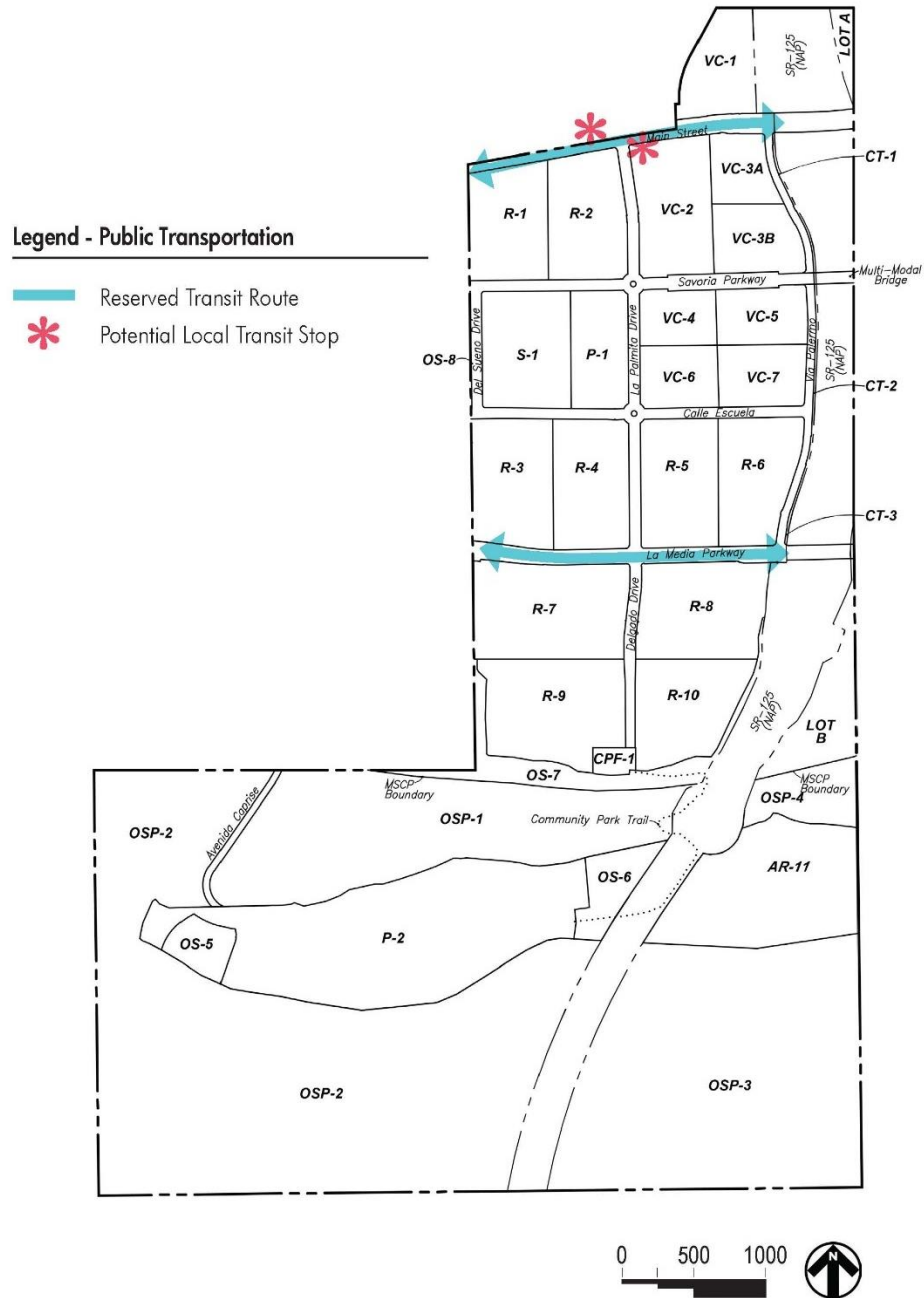 VC-1
SR-125
(NAP)
LOT A
Main Street
CT-1
VC-3A
R-1
R-2
VC-2
VC-3B
Legend - Public Transportation
Multi-Modal
Bridge
Savoria Parkway
Reserved Transit Route
Potential Local Transit Stop
Del Sueno Drive
La Palmita Drive
VC-4
VC-5
Via Palermo
SR-125
(NAP)
OS-8
S-1
P-1
VC-6
VC-7
CT-2
Calle Escuela
R-3
R-4
R-5
R-6
CT-3
La Media Parkway
R-7
Delgado Drive
R-8
R-9
R-10
SR-125
(NAP)
LOT
B
CPF-1
OS-7
MSCP
Boundary
MSCP
Boundary
OSP-4
OSP-2
Avenida Caprise
OSP-1
Community Park Trail
OS-6
AR-11
OS-5
P-2
OSP-2
OSP-3
0 500 1000
N